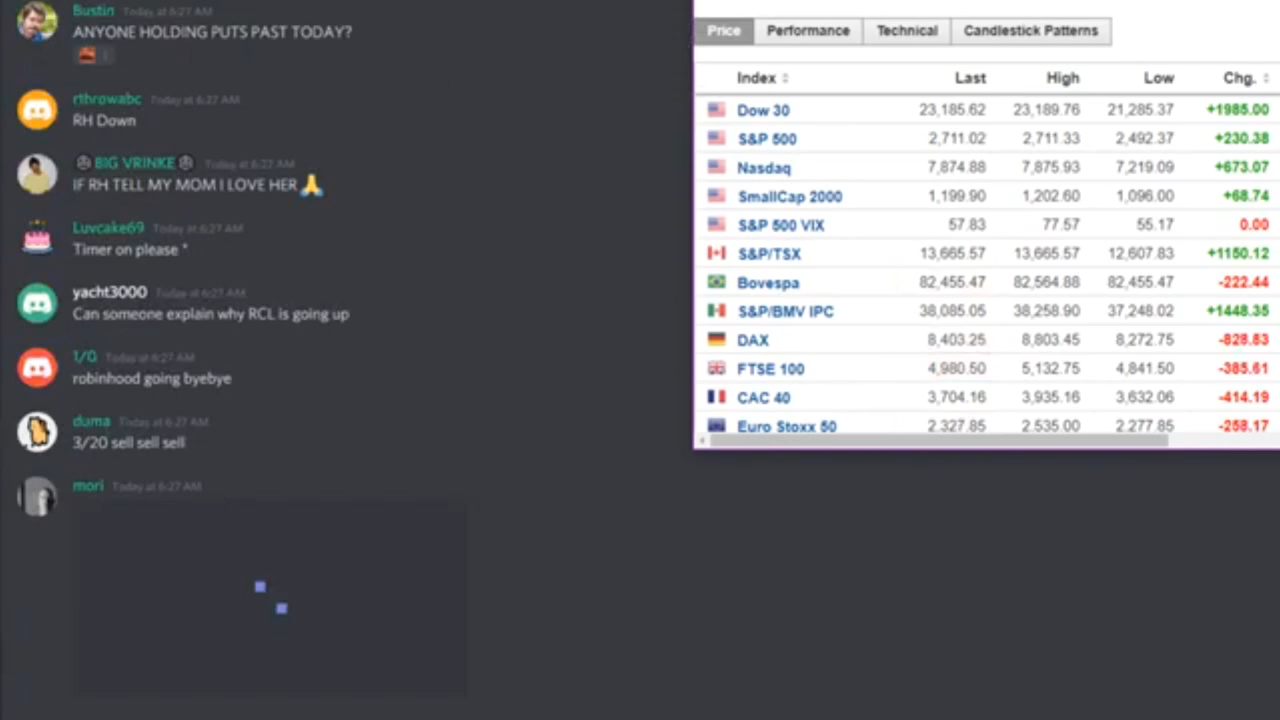 Bustin Today at 6:27 AM
ANYONE HOLDING PUTS PAST TODAY?
r1hrowabc Today at 6:27 AM
RH Down
BIG VRINKE Today at 6:27 AM
IF RH TELL MY MOM I LOVE HER
Luvcake69 Today at 6:27 AM
Timer on please *
yacht3000 Today at 6:27 AM
Can someone explain why RCL is going up
1/0 Today at 6:27 AM
robinhood going byebye
duma Today at 6:27 AM
3/20 sell sell sell
mori Today at 6:27 AM
Price Performance Technical Candlestick Patterns
Index Last High Low Chg.
Dow 30 23,185.62 23,189.76 21,285.37 +1985.00
S&P 500 2,711.02 2,711.33 2,492.37 +230.38
Nasdaq 7,874.88 7,875.93 7,219.09 +673.07
SmallCap 2000 1,199.90 1,202.60 1,096.00 +68.74
S&P 500 VIX 57.83 77.57 55.17 0.00
S&P/TSX 13,665.57 13,665.57 12,607.83 +1150.12
Bovespa 82,455.47 82,564.88 82,455.47 -222.44
S&P/BMV IPC 38,085.05 38,258.90 37,248.02 +1448.35
DAX 8,403.25 8,803.45 8,272.75 -828.83
FTSE 100 4,980.50 5,132.75 4,841.50 -385.61
CAC 40 3,704.16 3,935.16 3,632.06 -414.19
Euro Stoxx 50 2,327.85 2,535.00 2,277.85 -258.17